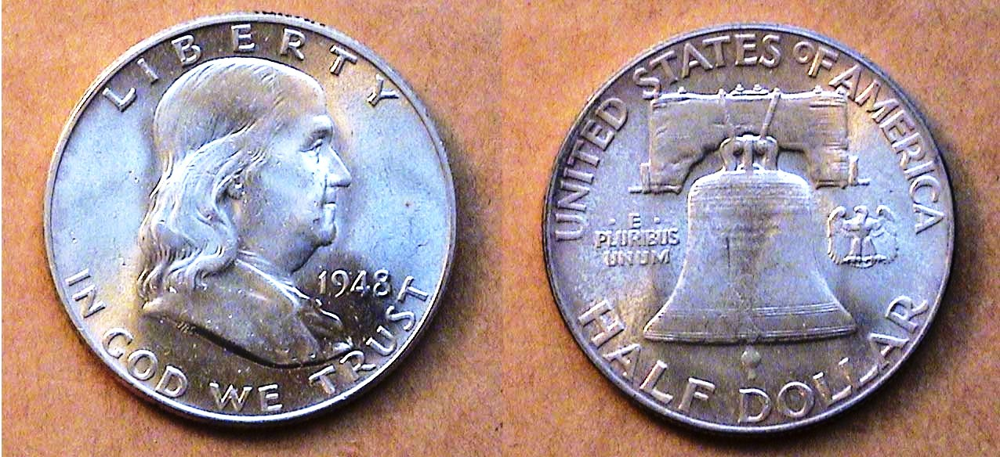 LIBERTY
1948
IN GOD WE TRUST
UNITED STATES OF AMERICA
· E ·
PLURIBUS
UNUM
HALF DOLLAR